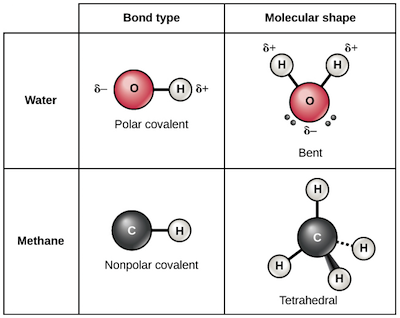 Bond type
Molecular shape
Water
δ–
O
H
δ+
Polar covalent
δ+
δ+
H
H
O
δ–
Bent
Methane
C
H
Nonpolar covalent
H
C
H
H
H
Tetrahedral